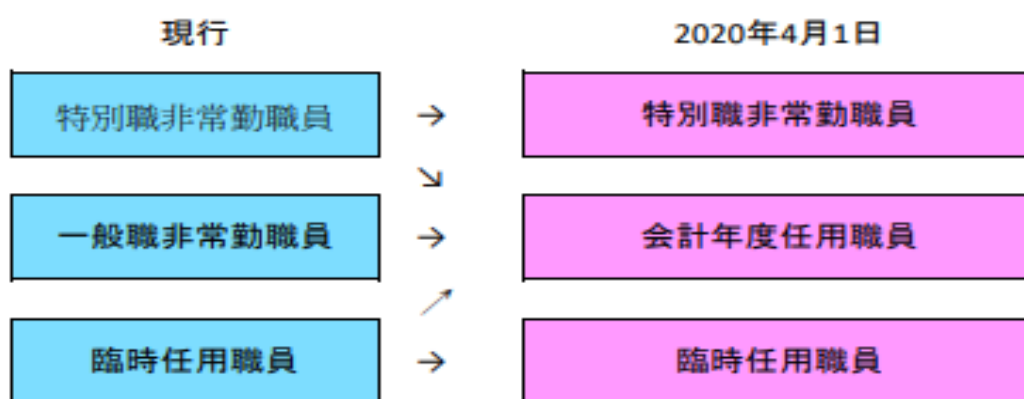 現行 2020年4月1日
特別職非常勤職員 → 特別職非常勤職員
↘
一般職非常勤職員 → 会計年度任用職員
↗
臨時任用職員 → 臨時任用職員